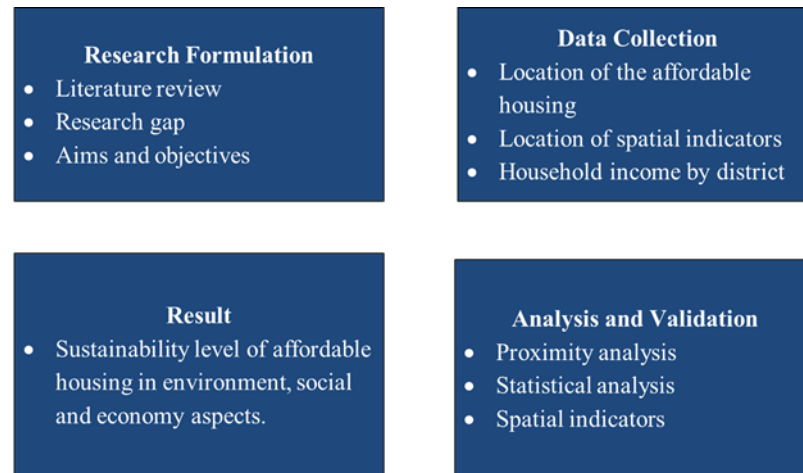 Research Formulation
• Literature review
• Research gap
• Aims and objectives
Data Collection
• Location of the affordable
housing
• Location of spatial indicators
• Household income by district
Result
• Sustainability level of affordable
housing in environment, social
and economy aspects.
Analysis and Validation
• Proximity analysis
• Statistical analysis
• Spatial indicators